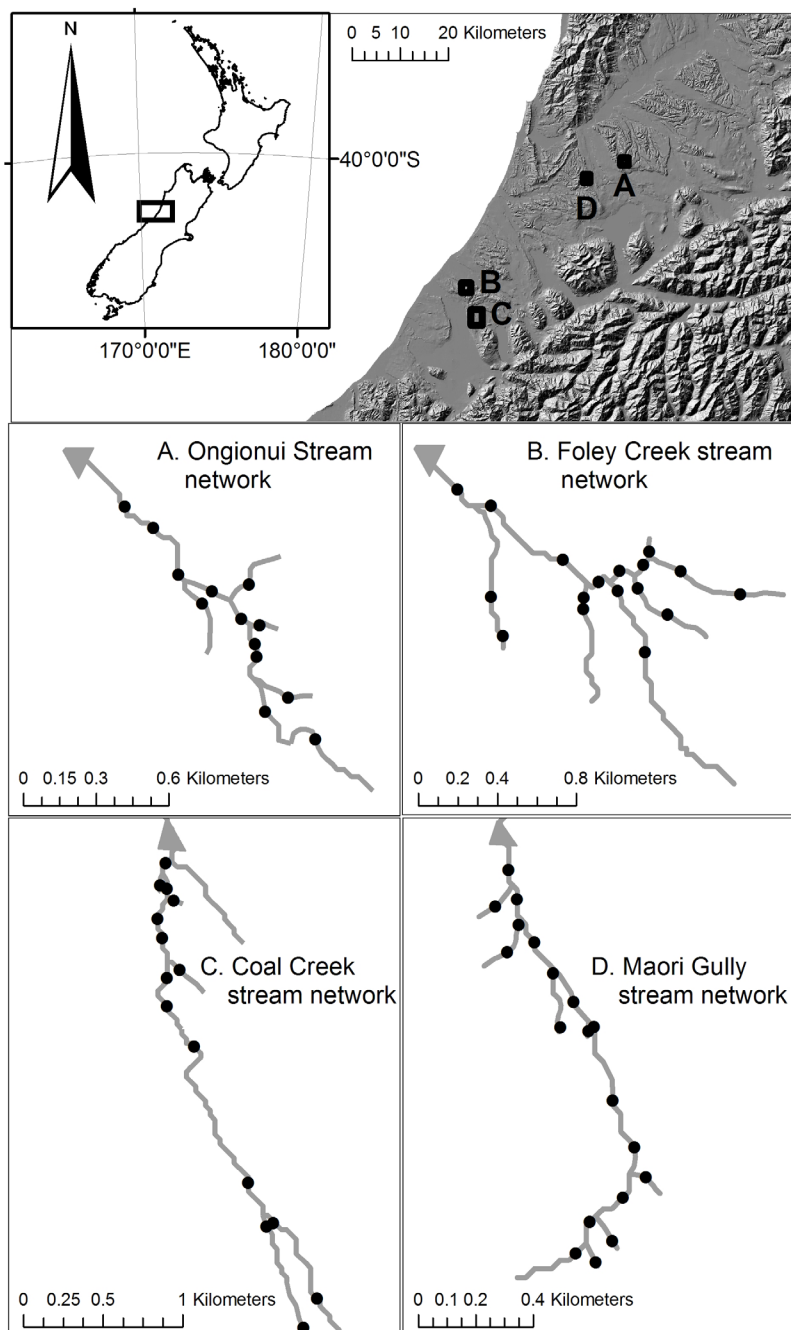 N
0 5 10 20 Kilometers
40°0'0"S
170°0'0"E 180°0'0"
A
D
B
C
A. Ongionui Stream
network
0 0.15 0.3 0.6 Kilometers
B. Foley Creek stream
network
0 0.2 0.4 0.8 Kilometers
C. Coal Creek
stream network
0 0.25 0.5 1 Kilometers
D. Maori Gully
stream network
0 0.1 0.2 0.4 Kilometers